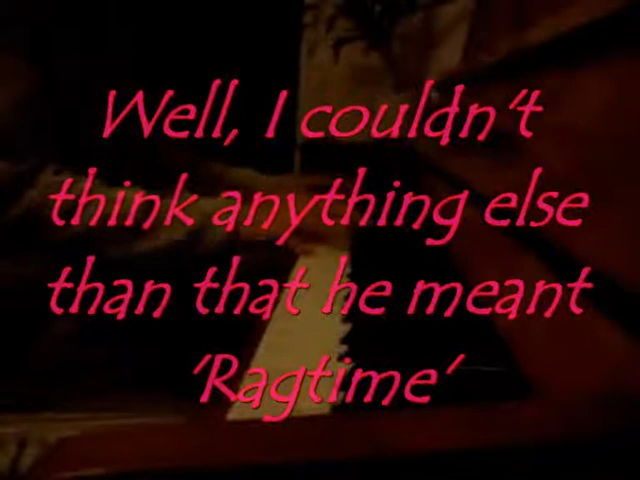 Well, I couldn't
think anything else
than that he meant
'Ragtime'